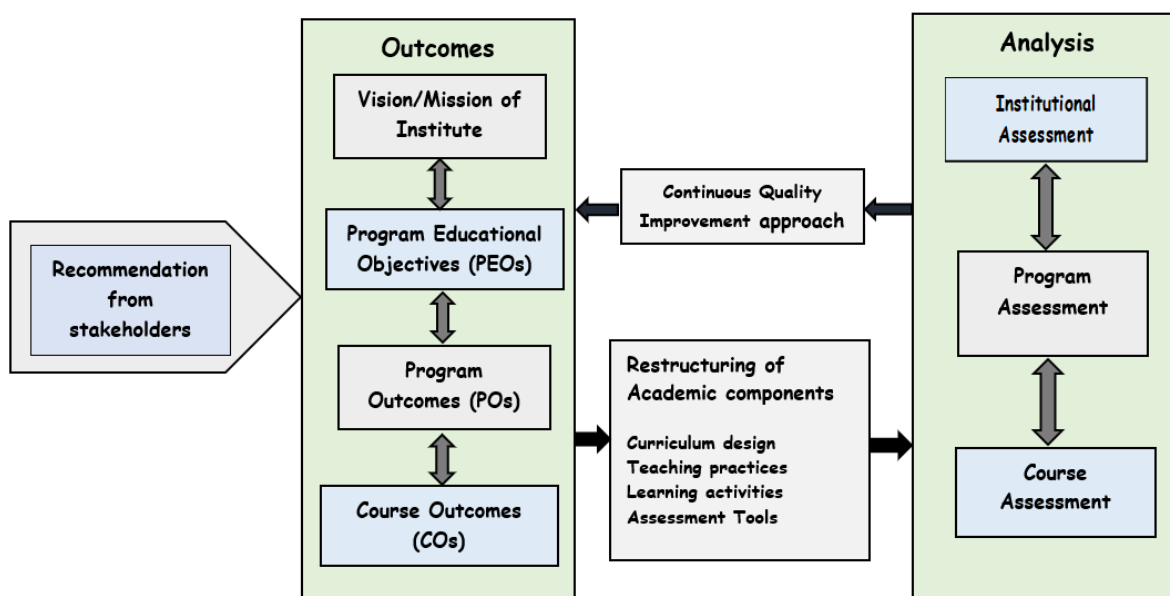 Recommendation
from
stakeholders
Outcomes
Vision/Mission of
Institute
Program Educational
Objectives (PEOs)
Program
Outcomes (POs)
Course Outcomes
(COs)
Continuous Quality
Improvement approach
Restructuring of
Academic components
Curriculum design
Teaching practices
Learning activities
Assessment Tools
Analysis
Institutional
Assessment
Program
Assessment
Course
Assessment